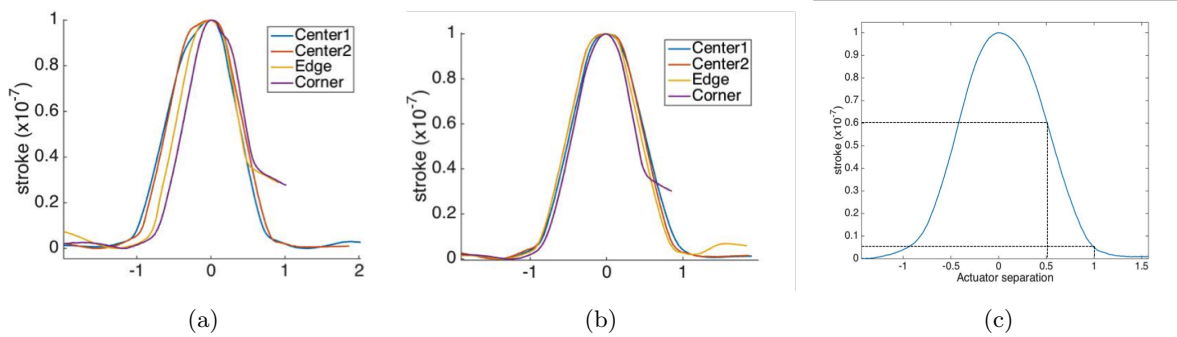 stroke (x10^-7)
1
0.8
0.6
0.4
0.2
0
-1
0
1
2
Center1
Center2
Edge
Corner
(a)
stroke (x10^-7)
1
0.8
0.6
0.4
0.2
0
-1
0
1
Center1
Center2
Edge
Corner
(b)
stroke (x10^-7)
1
0.9
0.8
0.7
0.6
0.5
0.4
0.3
0.2
0.1
0
-1
-0.5
0
0.5
1
1.5
Actuator separation
(c)